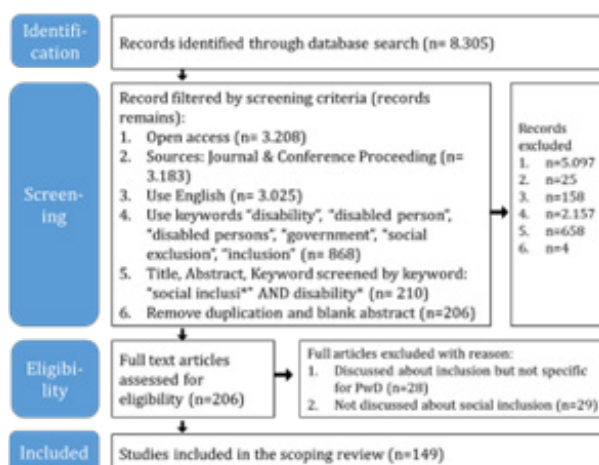 Identifi-
cation
Records identified through database search (n= 8.305)
Screen-
ing
Record filtered by screening criteria (records
remains):
1. Open access (n= 3.208)
2. Sources: Journal & Conference Proceeding (n=
3.183)
3. Use English (n= 3.025)
4. Use keywords "disability", "disabled person",
"disabled persons", "government", "social
exclusion", "inclusion" (n= 868)
5. Title, Abstract, Keyword screened by keyword:
"social inclusi*" AND disability* (n= 210)
6. Remove duplication and blank abstract (n=206)
Records
excluded
1. n=5.097
2. n=25
3. n=158
4. n=2.157
5. n=658
6. n=4
Eligibi-
lity
Full text articles
assessed for
eligibility (n=206)
Full articles excluded with reason:
1. Discussed about inclusion but not specific
for PwD (n=28)
2. Not discussed about social inclusion (n=29)
Included
Studies included in the scoping review (n=149)